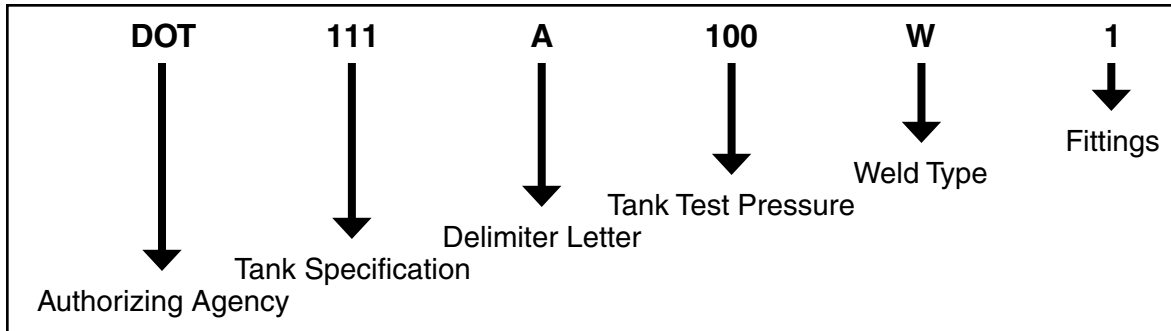 DOT 111 A 100 W 1
Fittings
Weld Type
Tank Test Pressure
Delimiter Letter
Tank Specification
Authorizing Agency